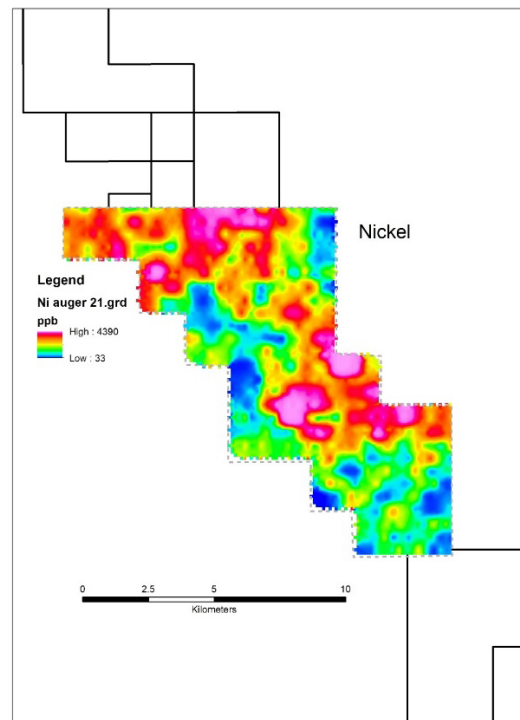 Nickel
Legend
Ni auger 21.grd
ppb
High : 4390
Low : 33
0 2.5 5 10
Kilometers